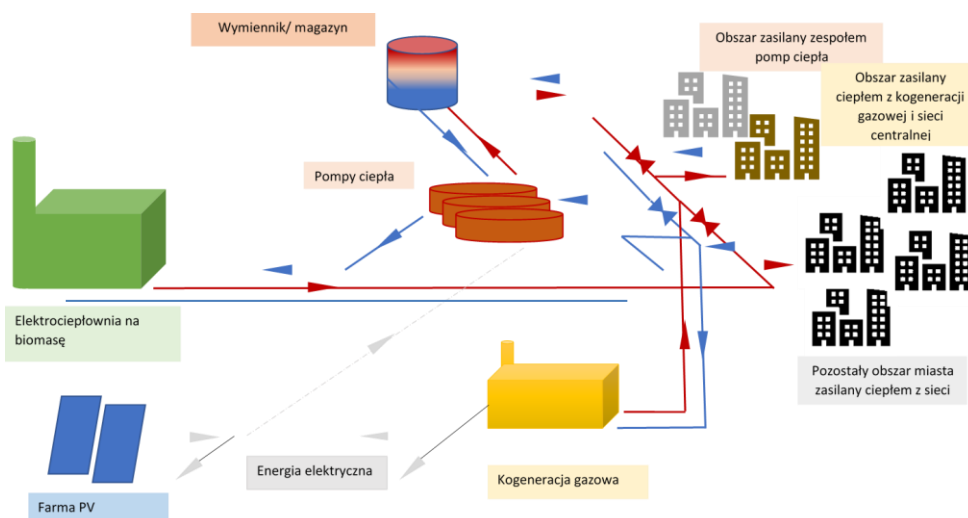 Wymiennik/ magazyn
Obszar zasilany zespołem
pomp ciepła
Obszar zasilany
ciepłem z kogeneracji
gazowej i sieci
centralnej
Pompy ciepła
Elektrociepłownia na
biomasę
Pozostały obszar miasta
zasilany ciepłem z sieci
Energia elektryczna
Kogeneracja gazowa
Farma PV